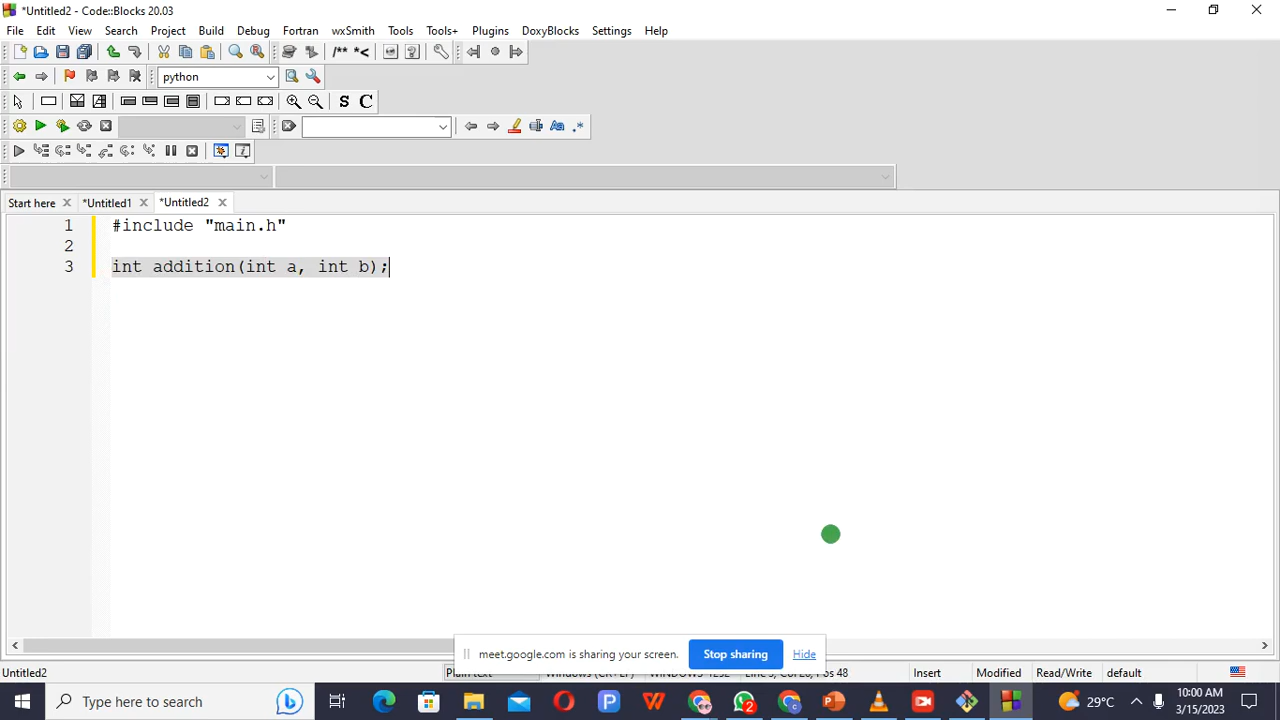 *Untitled2 - Code::Blocks 20.03
File Edit View Search Project Build Debug Fortran wxSmith Tools Tools+ Plugins DoxyBlocks Settings Help
/** *<
python
S C
Start here *Untitled1 *Untitled2
1 #include "main.h"
2
3 int addition(int a, int b);
meet.google.com is sharing your screen. Stop sharing Hide
Untitled2 Plain text Insert Modified Read/Write default
Type here to search 2 29°C 10:00 AM
3/15/2023